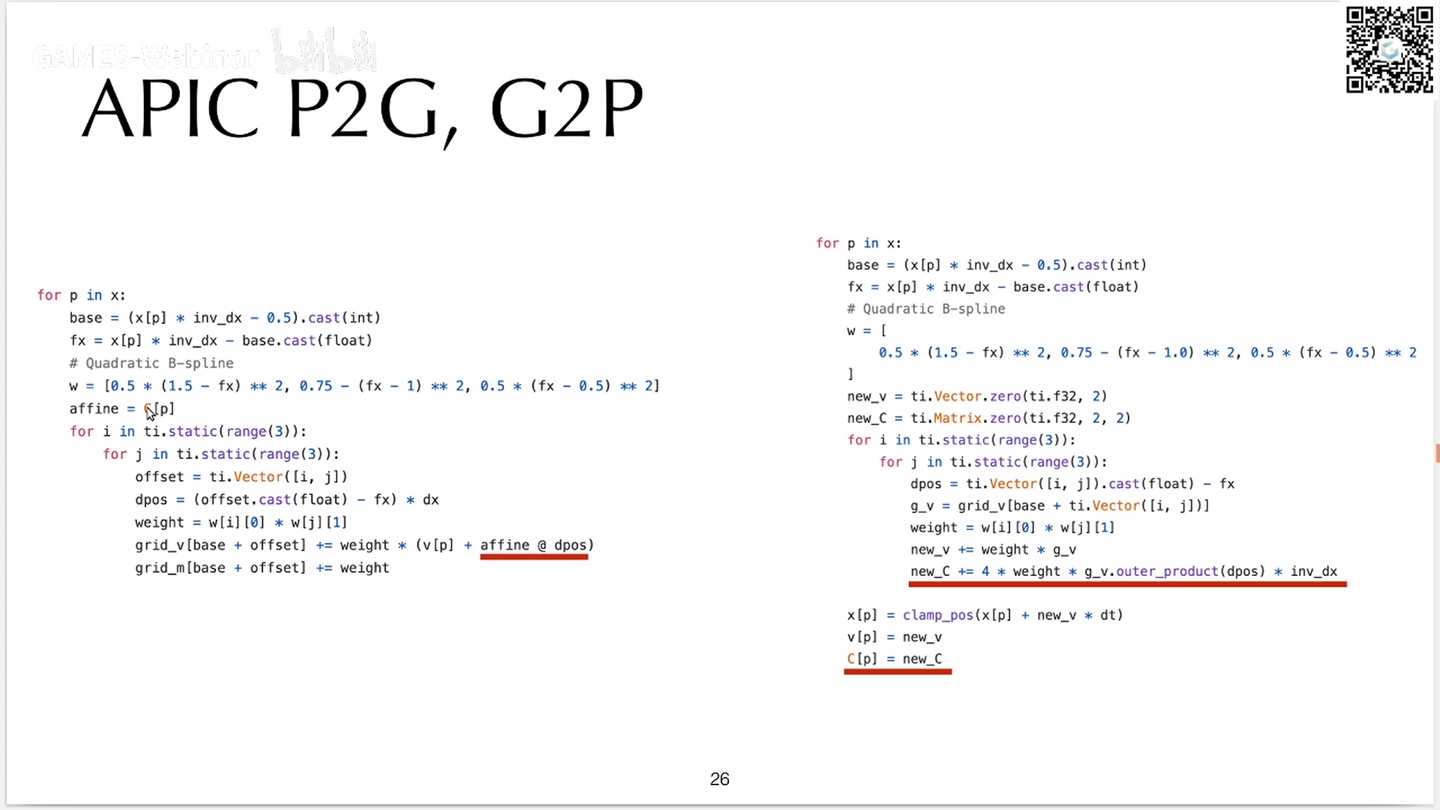 GAMES-Webinar bilibili
APIC P2G, G2P
for p in x:
base = (x[p] * inv_dx - 0.5).cast(int)
fx = x[p] * inv_dx - base.cast(float)
# Quadratic B-spline
w = [0.5 * (1.5 - fx) ** 2, 0.75 - (fx - 1) ** 2, 0.5 * (fx - 0.5) ** 2]
affine = C[p]
for i in ti.static(range(3)):
for j in ti.static(range(3)):
offset = ti.Vector([i, j])
dpos = (offset.cast(float) - fx) * dx
weight = w[i][0] * w[j][1]
grid_v[base + offset] += weight * (v[p] + affine @ dpos)
grid_m[base + offset] += weight
for p in x:
base = (x[p] * inv_dx - 0.5).cast(int)
fx = x[p] * inv_dx - base.cast(float)
# Quadratic B-spline
w = [
0.5 * (1.5 - fx) ** 2, 0.75 - (fx - 1.0) ** 2, 0.5 * (fx - 0.5) ** 2
]
new_v = ti.Vector.zero(ti.f32, 2)
new_C = ti.Matrix.zero(ti.f32, 2, 2)
for i in ti.static(range(3)):
for j in ti.static(range(3)):
dpos = ti.Vector([i, j]).cast(float) - fx
g_v = grid_v[base + ti.Vector([i, j])]
weight = w[i][0] * w[j][1]
new_v += weight * g_v
new_C += 4 * weight * g_v.outer_product(dpos) * inv_dx
x[p] = clamp_pos(x[p] + new_v * dt)
v[p] = new_v
C[p] = new_C
26